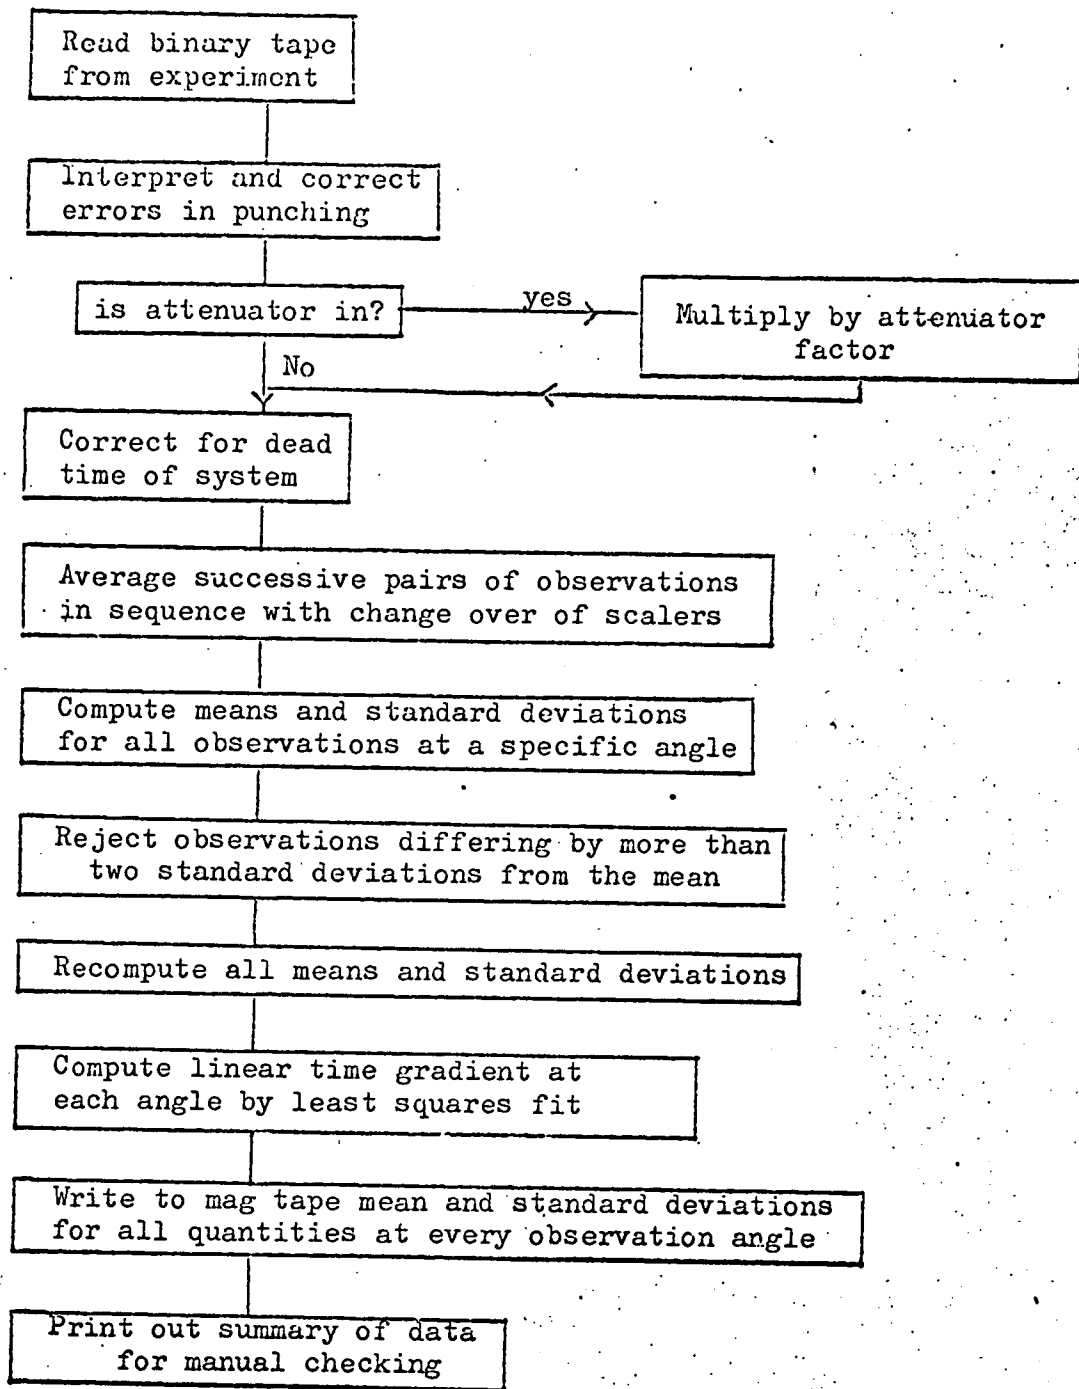 Read binary tape
from experiment
Interpret and correct
errors in punching
is attenuator in?
yes
Multiply by attenuator
factor
No
Correct for dead
time of system
Average successive pairs of observations
in sequence with change over of scalers
Compute means and standard deviations
for all observations at a specific angle
Reject observations differing by more than
two standard deviations from the mean
Recompute all means and standard deviations
Compute linear time gradient at
each angle by least squares fit
Write to mag tape mean and standard deviations
for all quantities at every observation angle
Print out summary of data
for manual checking